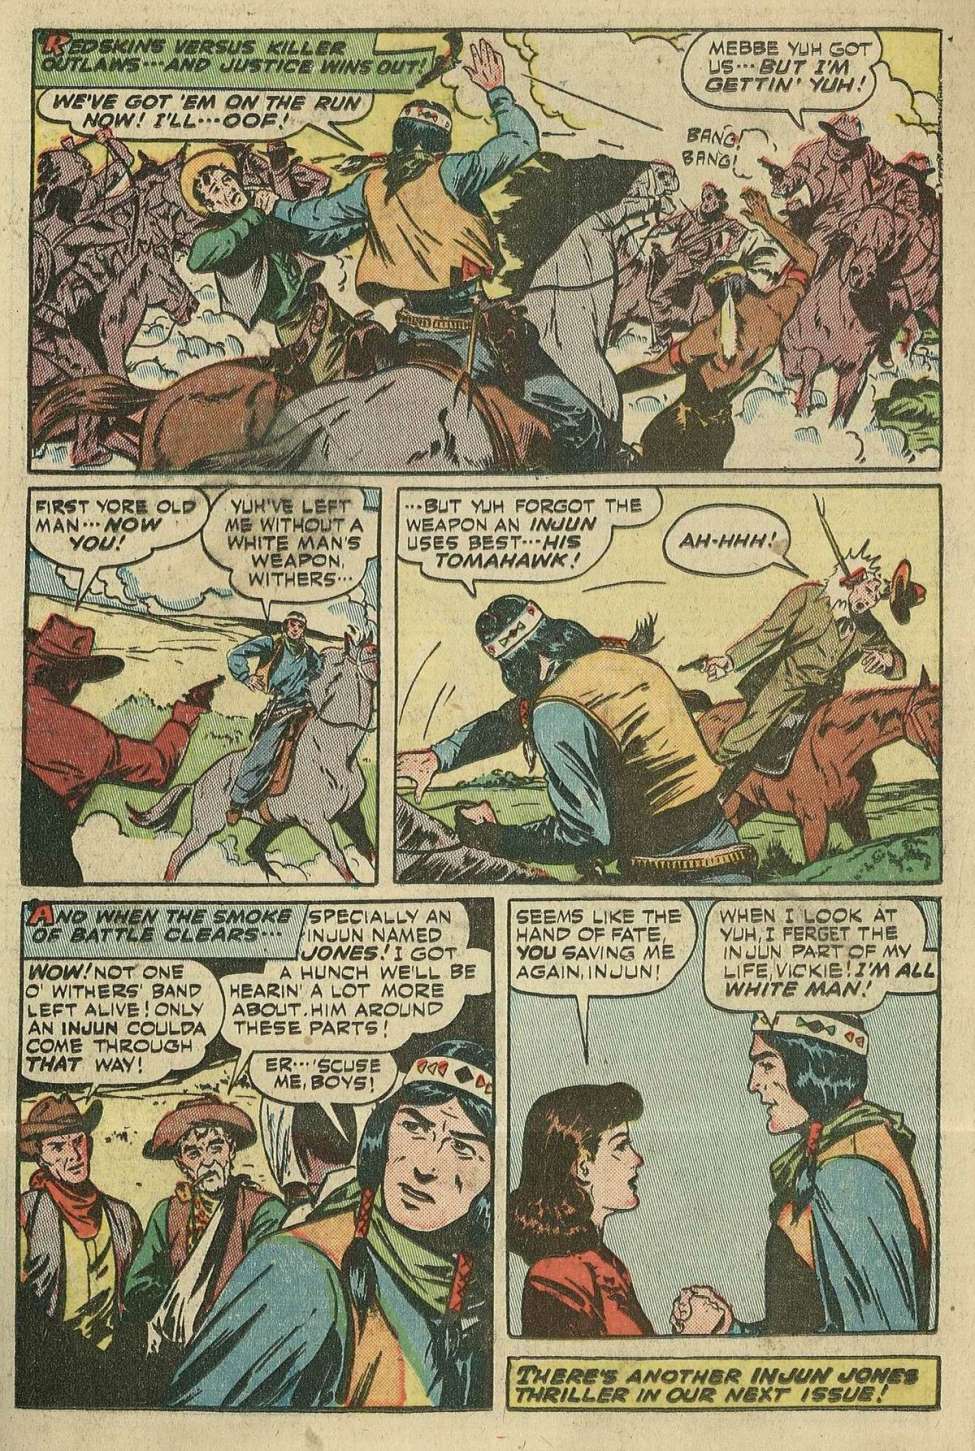 REDSKINS VERSUS KILLER
OUTLAWS...AND JUSTICE WINS OUT!
WE'VE GOT 'EM ON THE RUN
NOW! I'LL...OOF!
MEBBE YUH GOT
US...BUT I'M
GETTIN' YUH!
BANG!
BANG!
FIRST YORE OLD
MAN...NOW
YOU!
YUH'VE LEFT
ME WITHOUT A
WHITE MAN'S
WEAPON,
WITHERS...
...BUT YUH FORGOT THE
WEAPON AN INJUN
USES BEST...HIS
TOMAHAWK!
AH-HHH!
AND WHEN THE SMOKE
OF BATTLE CLEARS...
WOW! NOT ONE
O' WITHERS' BAND
LEFT ALIVE! ONLY
AN INJUN COULDA
COME THROUGH
THAT WAY!
SPECIALLY AN
INJUN NAMED
JONES! I GOT
A HUNCH WE'LL BE
HEARIN' A LOT MORE
ABOUT HIM AROUND
THESE PARTS!
ER...'SCUSE
ME, BOYS!
SEEMS LIKE THE
HAND OF FATE,
YOU SAVING ME
AGAIN, INJUN!
WHEN I LOOK AT
YUH, I FERGET THE
INJUN PART OF MY
LIFE, VICKIE! I'M ALL
WHITE MAN!
THERE'S ANOTHER INJUN JONES
THRILLER IN OUR NEXT ISSUE!